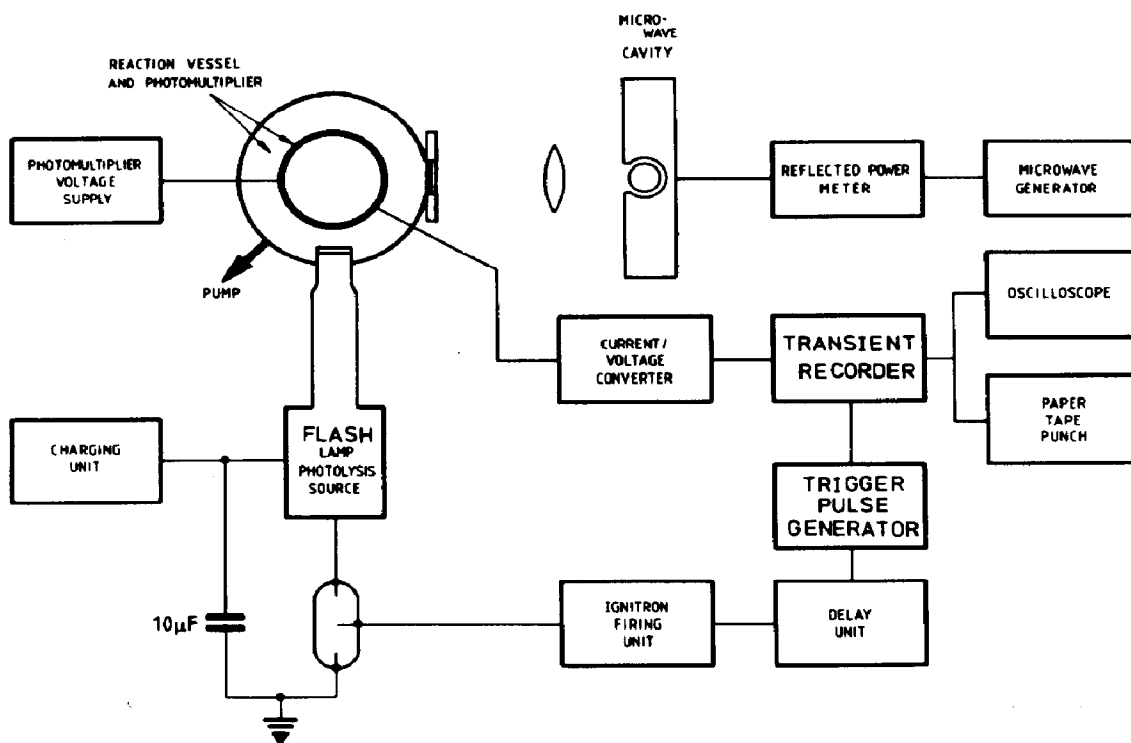 MICRO-
WAVE
CAVITY
REACTION VESSEL
AND PHOTOMULTIPLIER
PHOTOMULTIPLIER
VOLTAGE
SUPPLY
REFLECTED POWER
METER
MICROWAVE
GENERATOR
PUMP
OSCILLOSCOPE
CURRENT/
VOLTAGE
CONVERTER
TRANSIENT
RECORDER
PAPER
TAPE
PUNCH
CHARGING
UNIT
FLASH
LAMP
PHOTOLYSIS
SOURCE
TRIGGER
PULSE
GENERATOR
10µF
IGNITRON
FIRING
UNIT
DELAY
UNIT